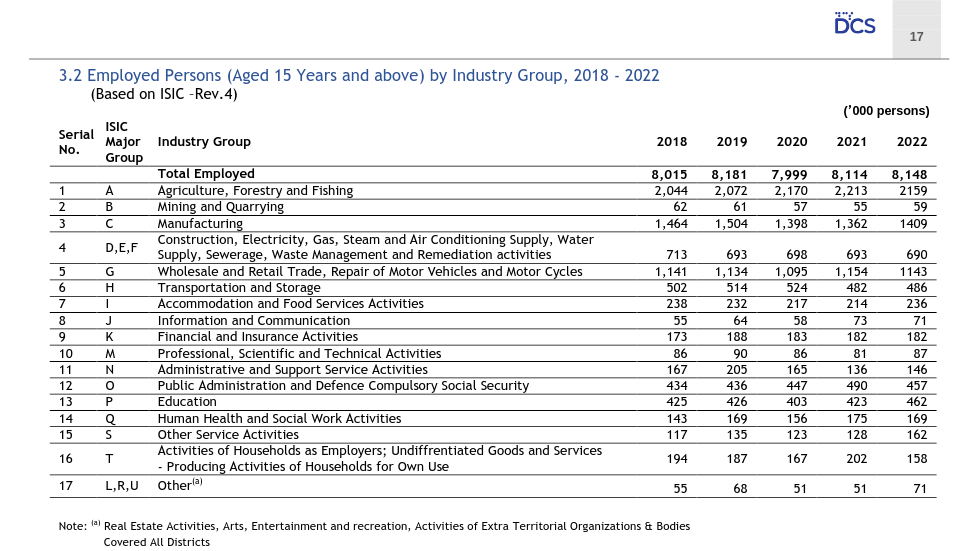 DCS
17
3.2 Employed Persons (Aged 15 Years and above) by Industry Group, 2018 - 2022
(Based on ISIC –Rev.4)
('000 persons)
Serial No. ISIC Major Group Industry Group 2018 2019 2020 2021 2022
Total Employed 8,015 8,181 7,999 8,114 8,148
1 A Agriculture, Forestry and Fishing 2,044 2,072 2,170 2,213 2159
2 B Mining and Quarrying 62 61 57 55 59
3 C Manufacturing 1,464 1,504 1,398 1,362 1409
4 D,E,F Construction, Electricity, Gas, Steam and Air Conditioning Supply, Water
Supply, Sewerage, Waste Management and Remediation activities 713 693 698 693 690
5 G Wholesale and Retail Trade, Repair of Motor Vehicles and Motor Cycles 1,141 1,134 1,095 1,154 1143
6 H Transportation and Storage 502 514 524 482 486
7 I Accommodation and Food Services Activities 238 232 217 214 236
8 J Information and Communication 55 64 58 73 71
9 K Financial and Insurance Activities 173 188 183 182 182
10 M Professional, Scientific and Technical Activities 86 90 86 81 87
11 N Administrative and Support Service Activities 167 205 165 136 146
12 O Public Administration and Defence Compulsory Social Security 434 436 447 490 457
13 P Education 425 426 403 423 462
14 Q Human Health and Social Work Activities 143 169 156 175 169
15 S Other Service Activities 117 135 123 128 162
16 T Activities of Households as Employers; Undiffrentiated Goods and Services
- Producing Activities of Households for Own Use 194 187 167 202 158
17 L,R,U Other(a) 55 68 51 51 71
Note: (a) Real Estate Activities, Arts, Entertainment and recreation, Activities of Extra Territorial Organizations & Bodies
Covered All Districts